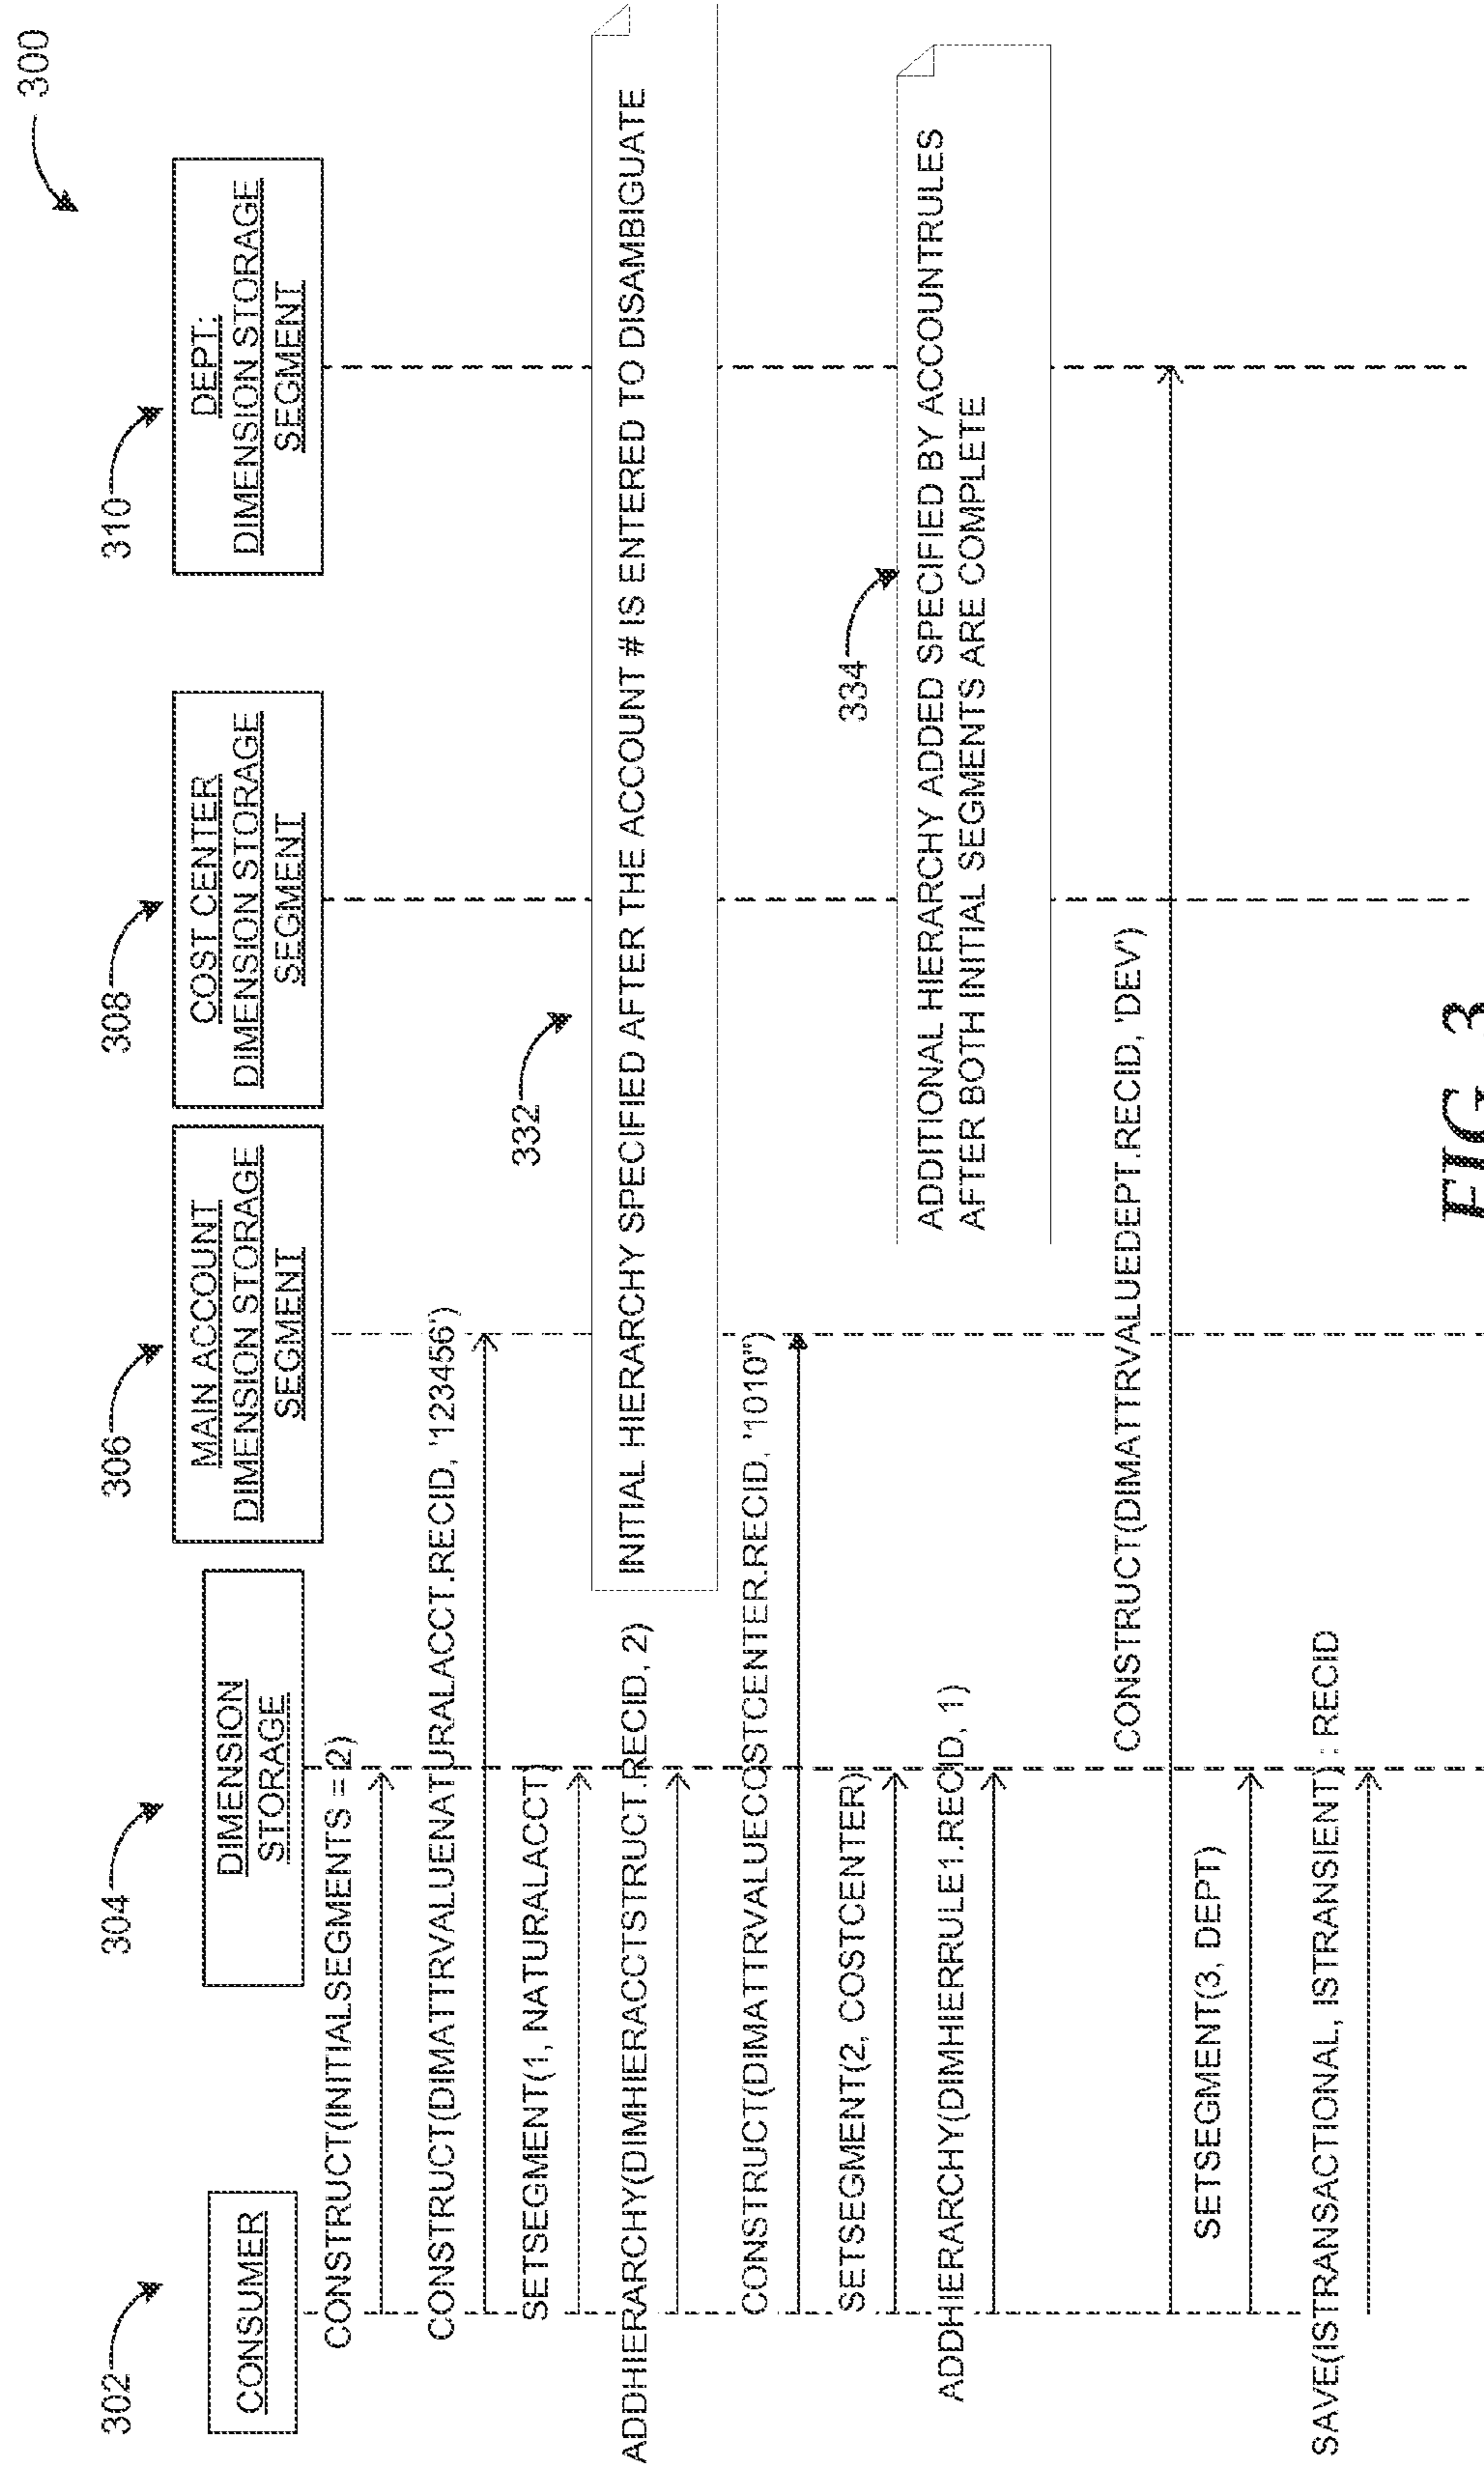 300
302
304
306
308
310
CONSUMER
DIMENSION
STORAGE
MAIN ACCOUNT
DIMENSION STORAGE
SEGMENT
COST CENTER
DIMENSION STORAGE
SEGMENT
DEPT:
DIMENSION STORAGE
SEGMENT
CONSTRUCT(INITIALSEGMENTS = 2)
CONSTRUCT(DIMATTRVALUENATURALACCT.RECID, '123456')
SETSEGMENT(1, NATURALACCT)
332
ADDHIERARCHY(DIMHIERACCTSTRUCT.RECID, 2)
INITIAL HIERARCHY SPECIFIED AFTER THE ACCOUNT # IS ENTERED TO DISAMBIGUATE
CONSTRUCT(DIMATTRVALUECOSTCENTER.RECID, '1010")
SETSEGMENT(2, COSTCENTER)
334
ADDHIERARCHY(DIMHIERRULE1.RECID, 1)
ADDITIONAL HIERARCHY ADDED SPECIFIED BY ACCOUNTRULES
AFTER BOTH INITIAL SEGMENTS ARE COMPLETE
CONSTRUCT(DIMATTRVALUEDEPT.RECID, 'DEV')
SETSEGMENT(3, DEPT)
SAVE(ISTRANSACTIONAL, ISTRANSIENT) : RECID
FIG. 3